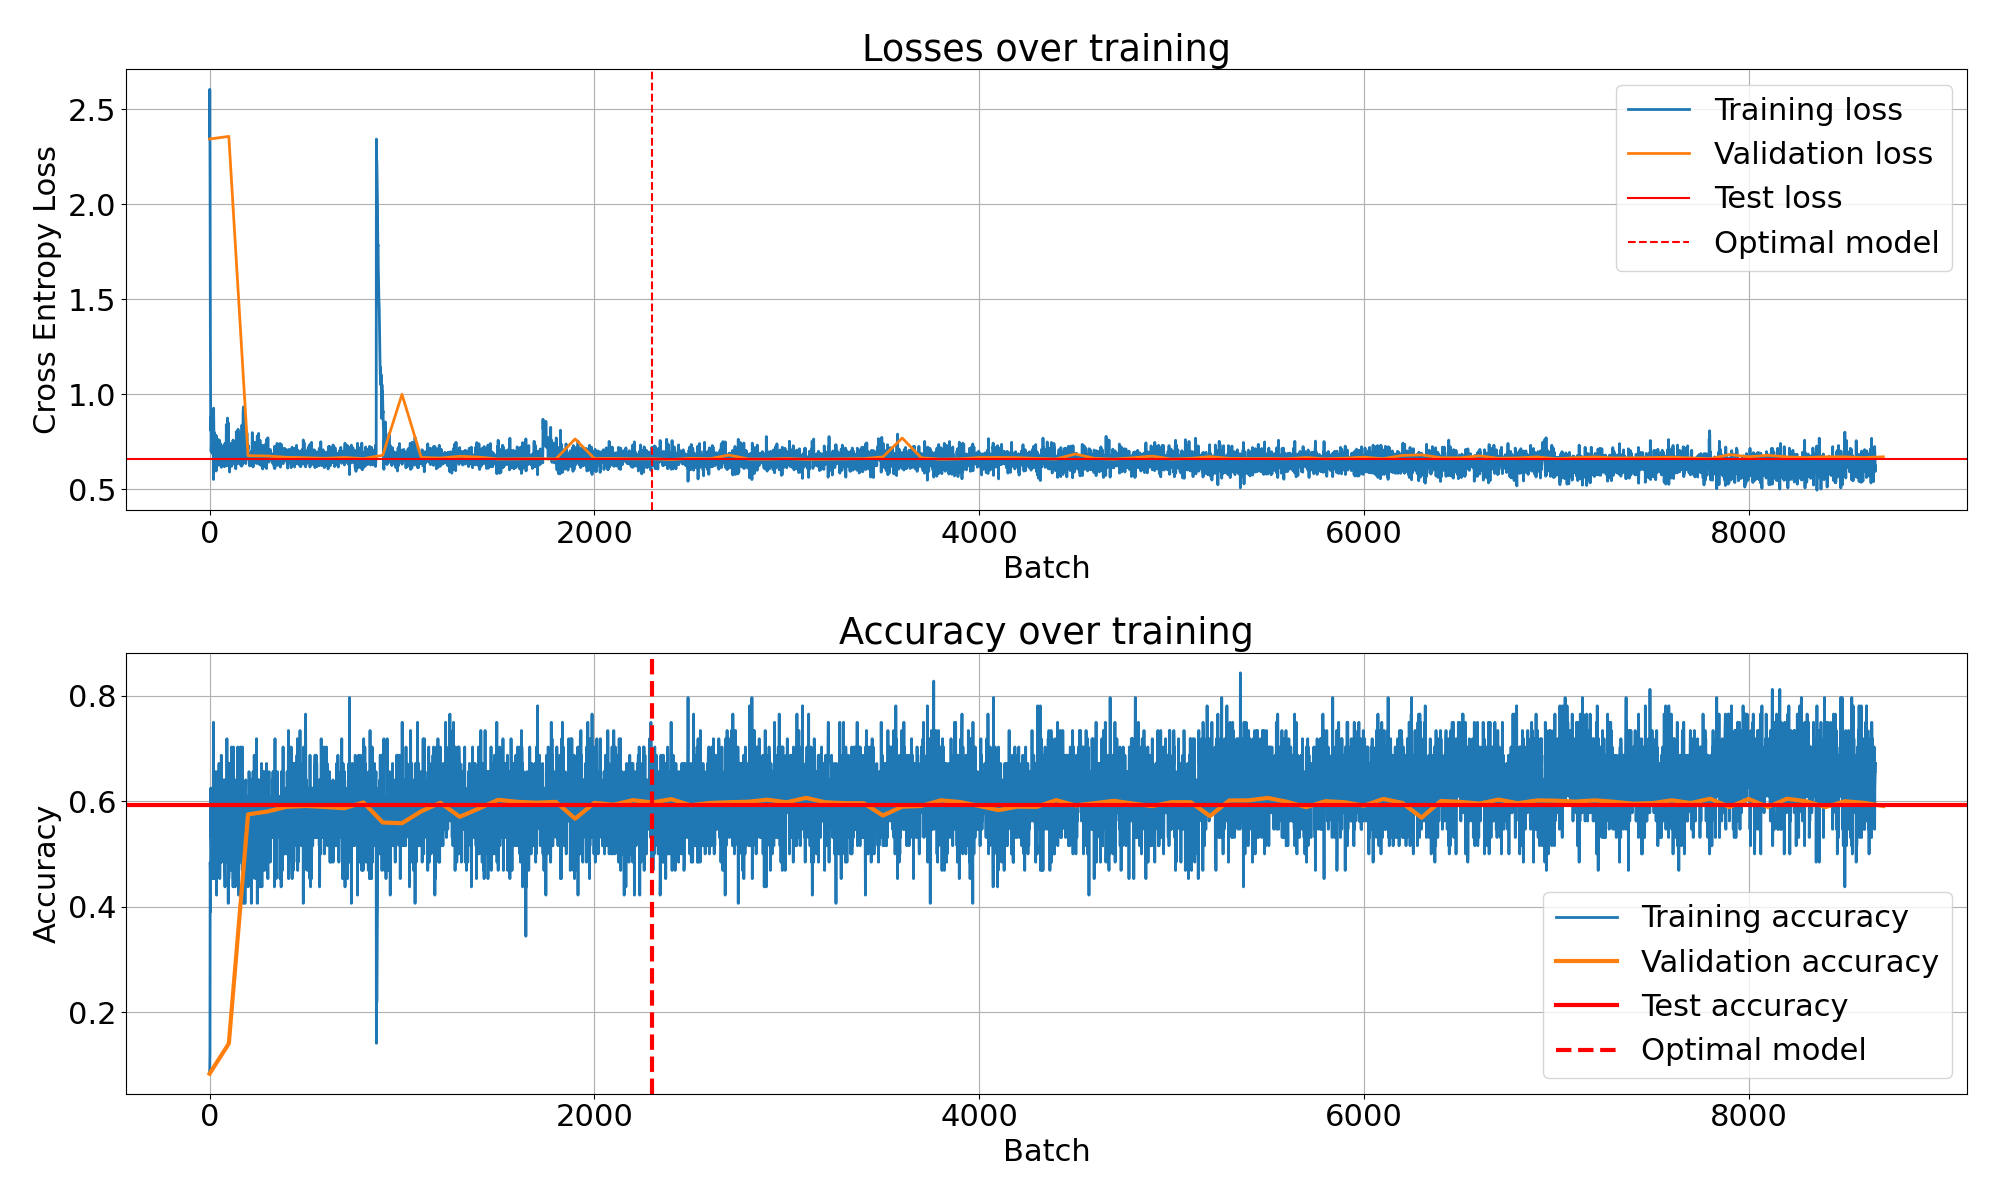 Losses over training
2.5
2.0
1.5
1.0
0.5
Cross Entropy Loss
Training loss
Validation loss
Test loss
Optimal model
0 2000 4000 6000 8000
Batch
Accuracy over training
0.8
0.6
0.4
0.2
Accuracy
Training accuracy
Validation accuracy
Test accuracy
Optimal model
0 2000 4000 6000 8000
Batch